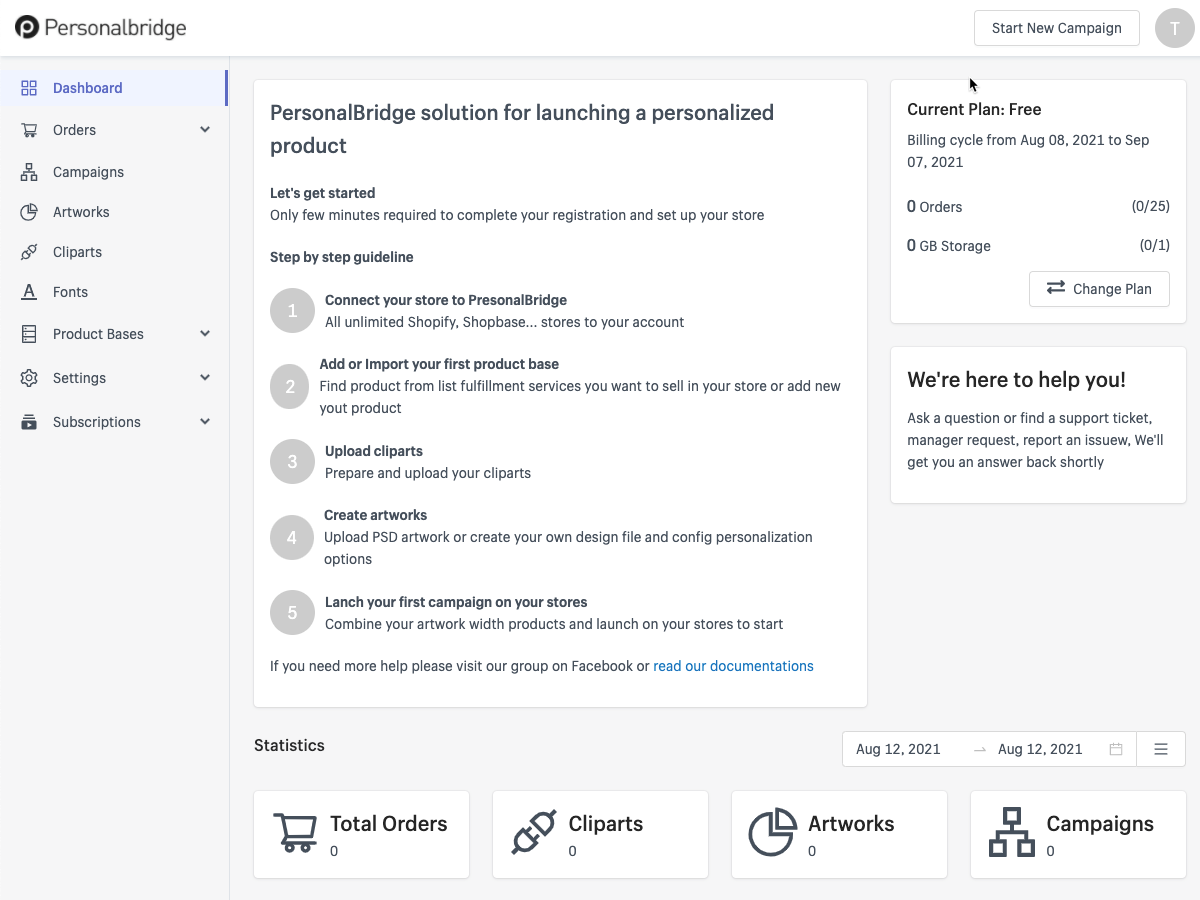 Personalbridge
Start New Campaign
T
Dashboard
Orders
Campaigns
Artworks
Cliparts
Fonts
Product Bases
Settings
Subscriptions
PersonalBridge solution for launching a personalized
product
Let's get started
Only few minutes required to complete your registration and set up your store
Step by step guideline
1
Connect your store to PresonalBridge
All unlimited Shopify, Shopbase... stores to your account
2
Add or Import your first product base
Find product from list fulfillment services you want to sell in your store or add new
yout product
3
Upload cliparts
Prepare and upload your cliparts
4
Create artworks
Upload PSD artwork or create your own design file and config personalization
options
5
Lanch your first campaign on your stores
Combine your artwork width products and launch on your stores to start
If you need more help please visit our group on Facebook or read our documentations
Current Plan: Free
Billing cycle from Aug 08, 2021 to Sep
07, 2021
0 Orders (0/25)
0 GB Storage (0/1)
Change Plan
We're here to help you!
Ask a question or find a support ticket,
manager request, report an issuew, We'll
get you an answer back shortly
Statistics
Aug 12, 2021 → Aug 12, 2021
Total Orders
0
Cliparts
0
Artworks
0
Campaigns
0